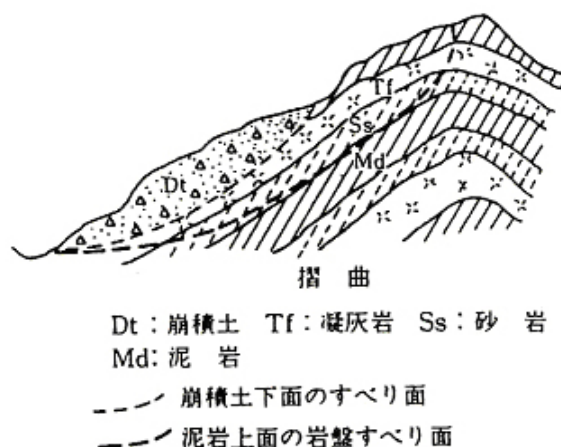 Tf
Ss
Dt
Md
摺 曲
Dt：崩積土 Tf：凝灰岩 Ss：砂 岩
Md：泥 岩
崩積土下面のすべり面
泥岩上面の岩盤すべり面